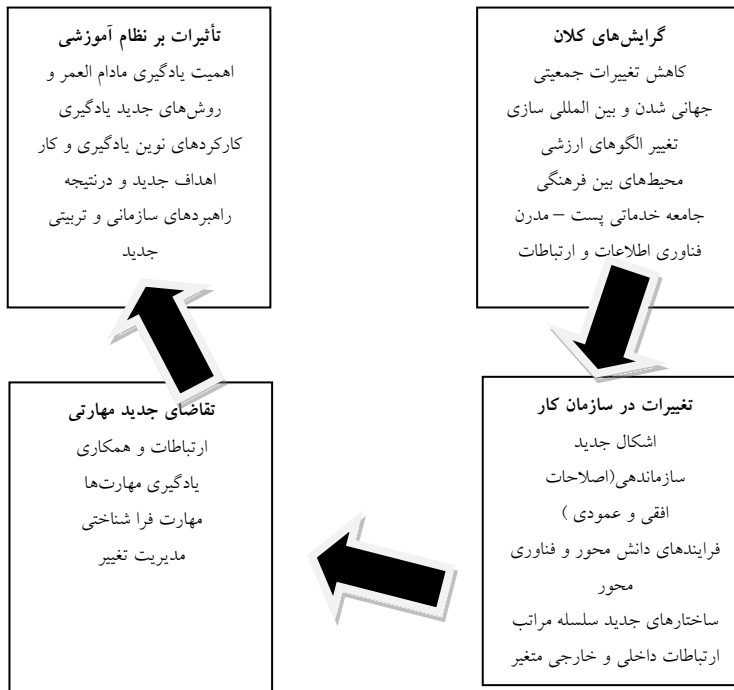 گرایش‌های کلان
کاهش تغییرات جمعیتی
جهانی شدن و بین المللی سازی
تغییر الگوهای ارزشی
محیط‌های بین فرهنگی
جامعه خدماتی پست – مدرن
فناوری اطلاعات و ارتباطات
تغییرات در سازمان کار
اشکال جدید
سازماندهی(اصلاحات
افقی و عمودی )
فرایندهای دانش محور و فناوری
محور
ساختارهای جدید سلسله مراتب
ارتباطات داخلی و خارجی متغیر
تقاضای جدید مهارتی
ارتباطات و همکاری
یادگیری مهارت‌ها
مهارت فرا شناختی
مدیریت تغییر
تأثیرات بر نظام آموزشی
اهمیت یادگیری مادام العمر و
روش‌های جدید یادگیری
کارکردهای نوین یادگیری و کار
اهداف جدید و درنتیجه
راهبردهای سازمانی و تربیتی
جدید